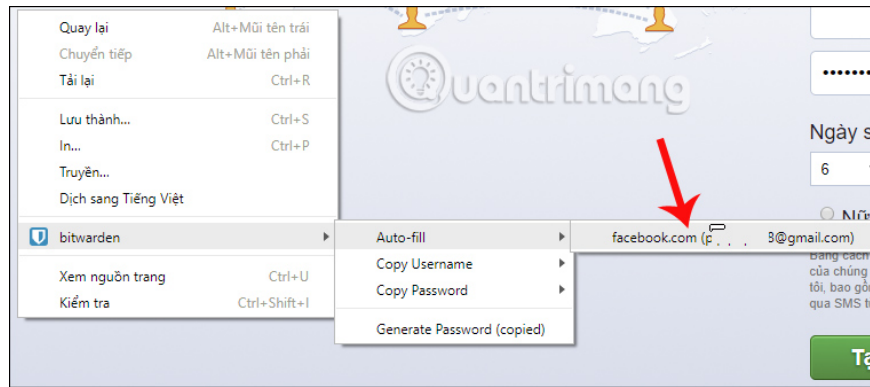 Quay lại Alt+Mũi tên trái
Chuyển tiếp Alt+Mũi tên phải
Tải lại Ctrl+R
Lưu thành... Ctrl+S
In... Ctrl+P
Truyền...
Dịch sang Tiếng Việt
bitwarden
Xem nguồn trang Ctrl+U
Kiểm tra Ctrl+Shift+I
Auto-fill
Copy Username
Copy Password
Generate Password (copied)
facebook.com (p 8@gmail.com)
Quantrimang
Ngày s
6
Nữ
Bằng cách
của chúng
tôi, bao gồ
qua SMS t
Tạ